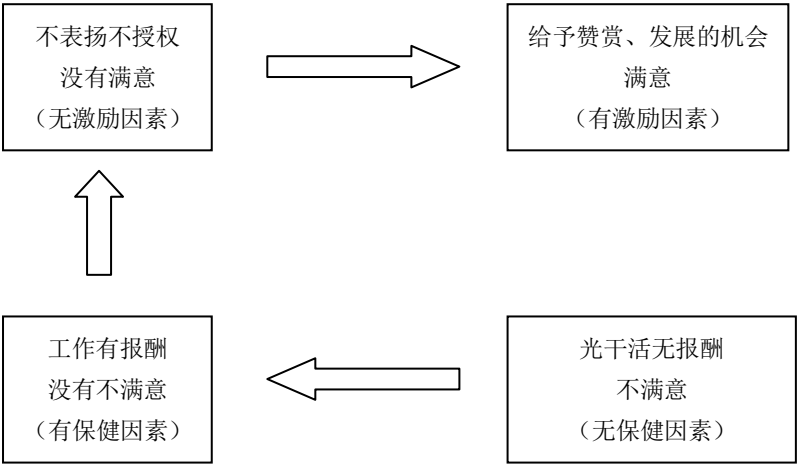 不表扬不授权
没有满意
（无激励因素）
给予赞赏、发展的机会
满意
（有激励因素）
工作有报酬
没有不满意
（有保健因素）
光干活无报酬
不满意
（无保健因素）